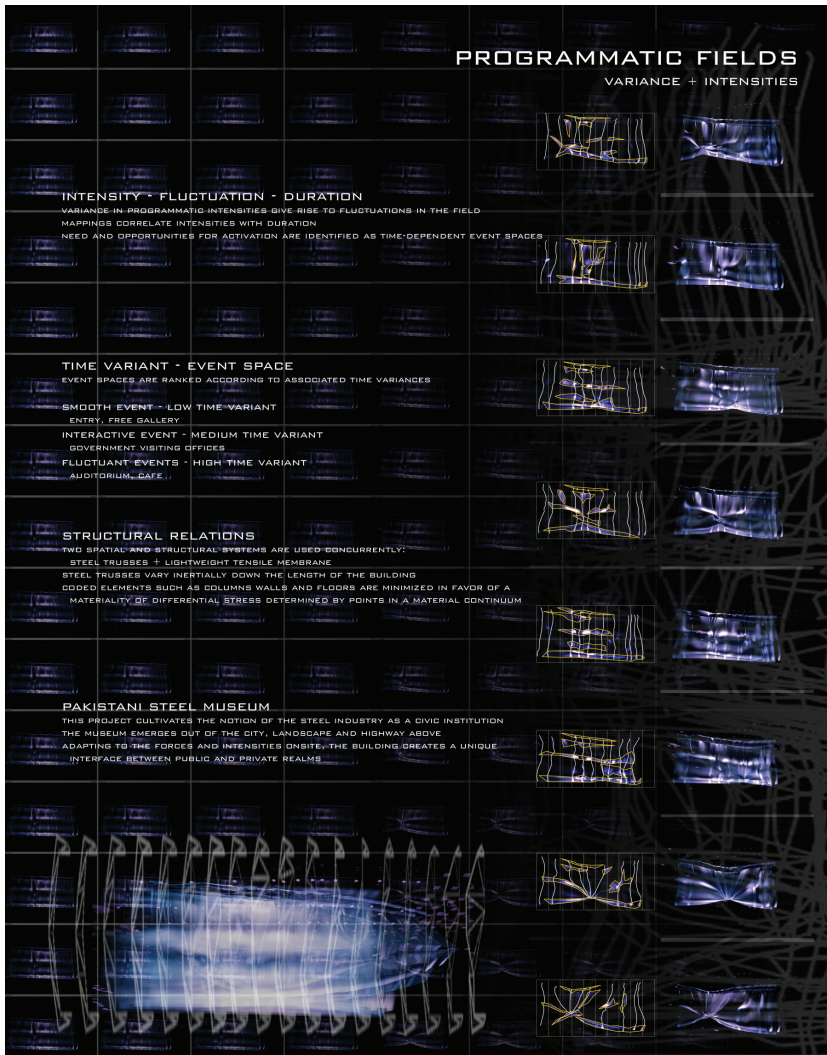 PROGRAMMATIC FIELDS
VARIANCE + INTENSITIES
INTENSITY - FLUCTUATION - DURATION
VARIANCE IN PROGRAMMATIC INTENSITIES GIVE RISE TO FLUCTUATIONS IN THE FIELD
MAPPINGS CORRELATE INTENSITIES WITH DURATION
NEED AND OPPORTUNITIES FOR ACTIVATION ARE IDENTIFIED AS TIME-DEPENDENT EVENT SPACES
TIME VARIANT - EVENT SPACE
EVENT SPACES ARE RANKED ACCORDING TO ASSOCIATED TIME VARIANCES
SMOOTH EVENT - LOW TIME VARIANT
ENTRY, FREE GALLERY
INTERACTIVE EVENT - MEDIUM TIME VARIANT
GOVERNMENT VISITING OFFICES
FLUCTUANT EVENTS - HIGH TIME VARIANT
AUDITORIUM, CAFE
STRUCTURAL RELATIONS
TWO SPATIAL AND STRUCTURAL SYSTEMS ARE USED CONCURRENTLY:
STEEL TRUSSES + LIGHTWEIGHT TENSILE MEMBRANE
STEEL TRUSSES VARY INERTIALLY DOWN THE LENGTH OF THE BUILDING
CODED ELEMENTS SUCH AS COLUMNS WALLS AND FLOORS ARE MINIMIZED IN FAVOR OF A
MATERIALITY OF DIFFERENTIAL STRESS DETERMINED BY POINTS IN A MATERIAL CONTINUUM
PAKISTANI STEEL MUSEUM
THIS PROJECT CULTIVATES THE NOTION OF THE STEEL INDUSTRY AS A CIVIC INSTITUTION
THE MUSEUM EMERGES OUT OF THE CITY, LANDSCAPE AND HIGHWAY ABOVE
ADAPTING TO THE FORCES AND INTENSITIES ONSITE, THE BUILDING CREATES A UNIQUE
INTERFACE BETWEEN PUBLIC AND PRIVATE REALMS